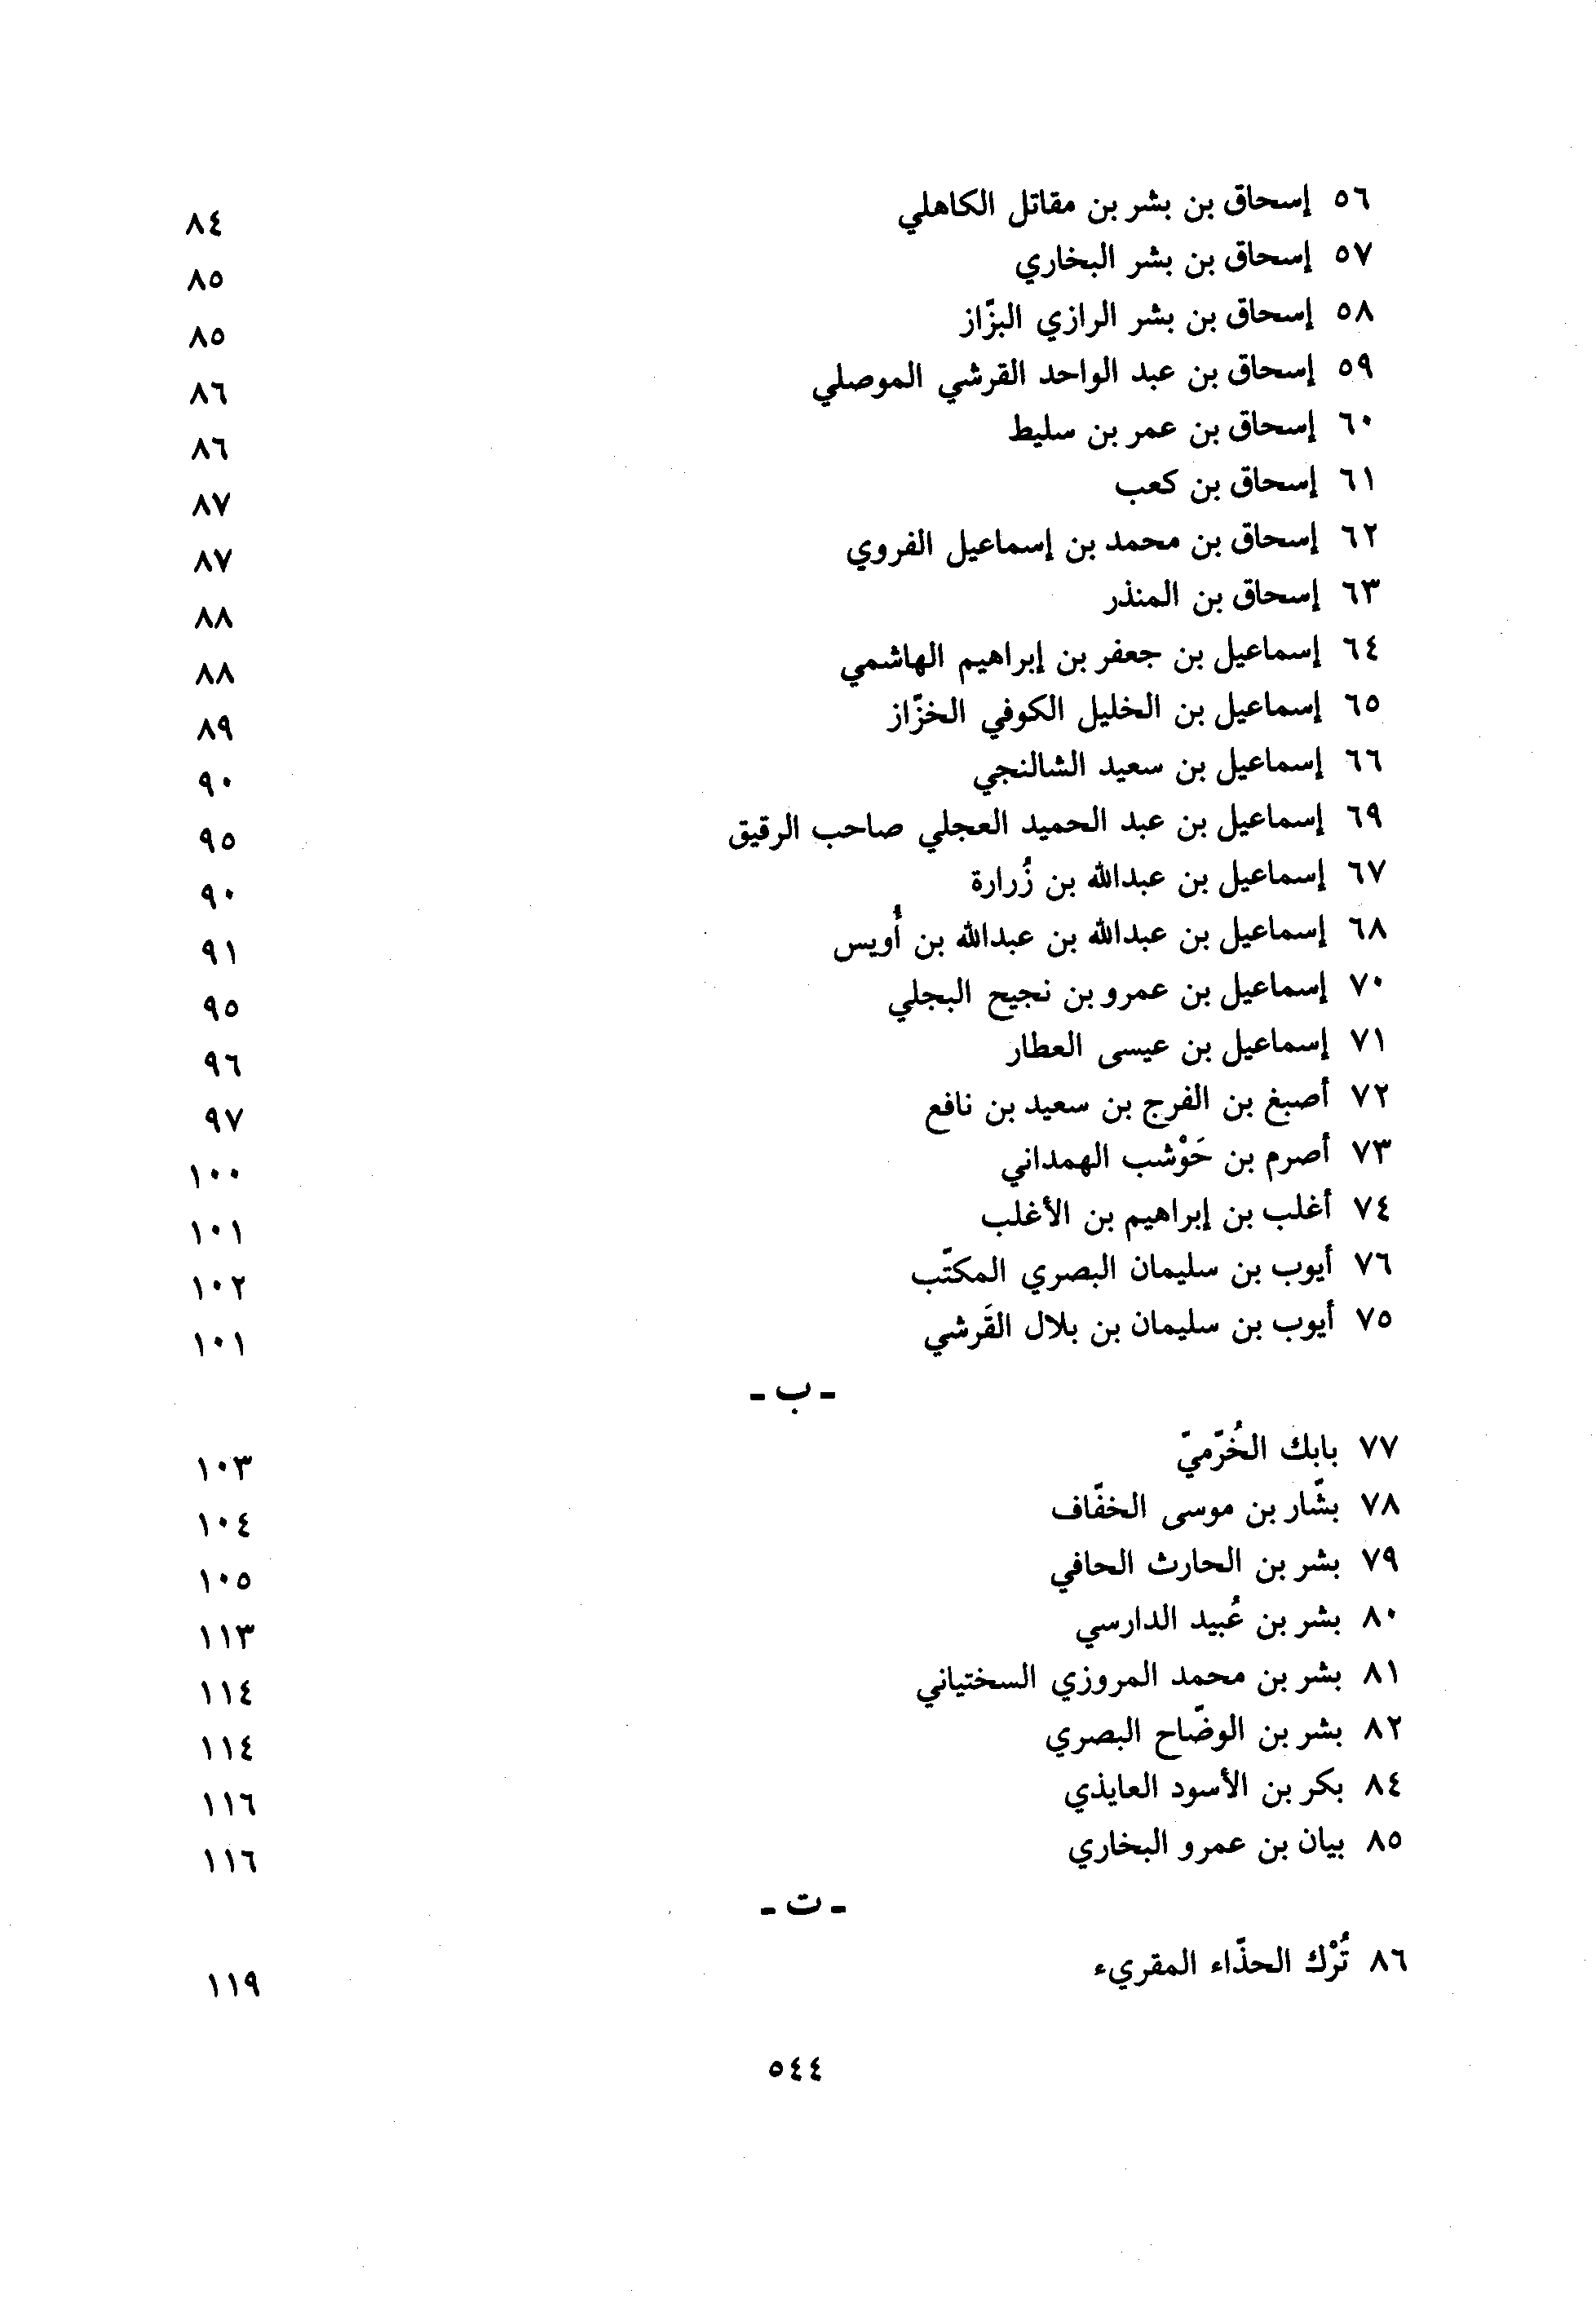 ٥٦ إسحاق بن بشر بن مقاتل الكاهلي ٨٤
٥٧ إسحاق بن بشر البخاري ٨٥
٥٨ إسحاق بن بشر الرازي البزّاز ٨٥
٥٩ إسحاق بن عبد الواحد القرشي الموصلي ٨٦
٦٠ إسحاق بن عمر بن سليط ٨٦
٦١ إسحاق بن كعب ٨٧
٦٢ إسحاق بن محمد بن إسماعيل الفروي ٨٧
٦٣ إسحاق بن المنذر ٨٨
٦٤ إسماعيل بن جعفر بن إبراهيم الهاشمي ٨٨
٦٥ إسماعيل بن الخليل الكوفي الخزّاز ٨٩
٦٦ إسماعيل بن سعيد الشالنجي ٩٠
٦٩ إسماعيل بن عبد الحميد العجلي صاحب الرقيق ٩٥
٦٧ إسماعيل بن عبدالله بن زُرارة ٩٠
٦٨ إسماعيل بن عبدالله بن عبدالله بن أُويس ٩١
٧٠ إسماعيل بن عمرو بن نجيح البجلي ٩٥
٧١ إسماعيل بن عيسى العطار ٩٦
٧٢ أصبغ بن الفرج بن سعيد بن نافع ٩٧
٧٣ أصرم بن حَوْشب الهمداني ١٠٠
٧٤ أغلب بن إبراهيم بن الأغلب ١٠١
٧٦ أيوب بن سليمان البصري المكتّب ١٠٢
٧٥ أيوب بن سليمان بن بلال القَرشي ١٠١
- ب -
٧٧ بابك الخُرّميّ ١٠٣
٧٨ بشّار بن موسى الخفّاف ١٠٤
٧٩ بشر بن الحارث الحافي ١٠٥
٨٠ بشر بن عُبيد الدارسي ١١٣
٨١ بشر بن محمد المروزي السختياني ١١٤
٨٢ بشر بن الوضّاح البصري ١١٤
٨٤ بكر بن الأسود العايذي ١١٦
٨٥ بيان بن عمرو البخاري ١١٦
- ت -
٨٦ تُرْك الحذّاء المقريء ١١٩
٥٤٤